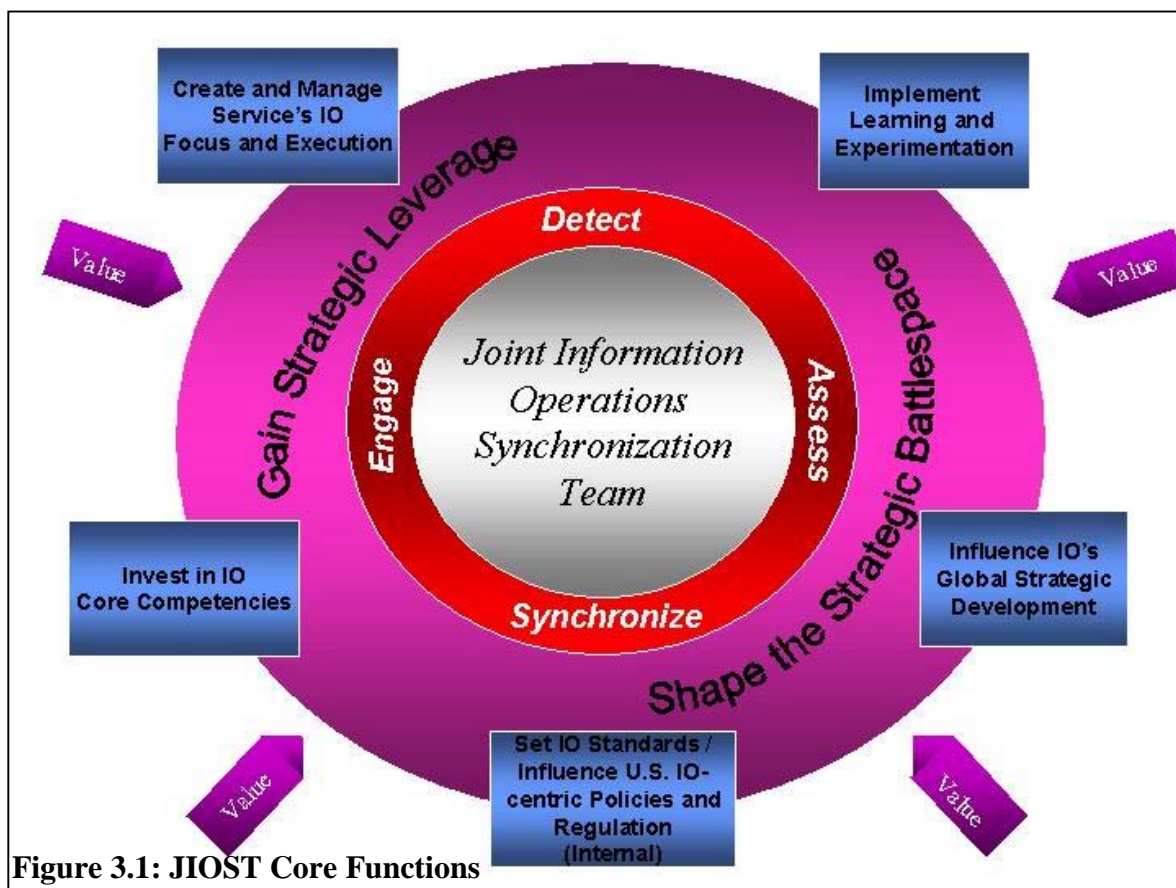 Create and Manage
Service's IO
Focus and Execution
Implement
Learning and
Experimentation
Gain Strategic Leverage
Detect
Value
Value
Joint Information
Operations
Synchronization
Team
Engage
Assess
Shape the Strategic Battlespace
Invest in IO
Core Competencies
Influence IO's
Global Strategic
Development
Synchronize
Set IO Standards /
Influence U.S. IO-
centric Policies and
Regulation
(Internal)
Value
Value
Figure 3.1: JIOST Core Functions